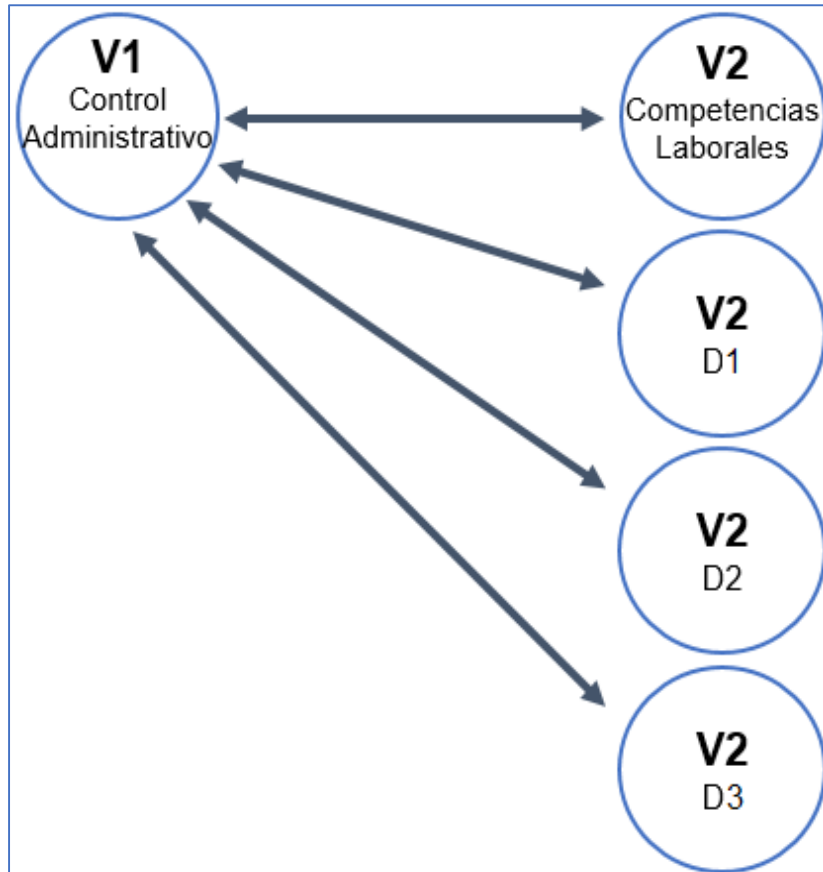 V1
Control
Administrativo
V2
Competencias
Laborales
V2
D1
V2
D2
V2
D3